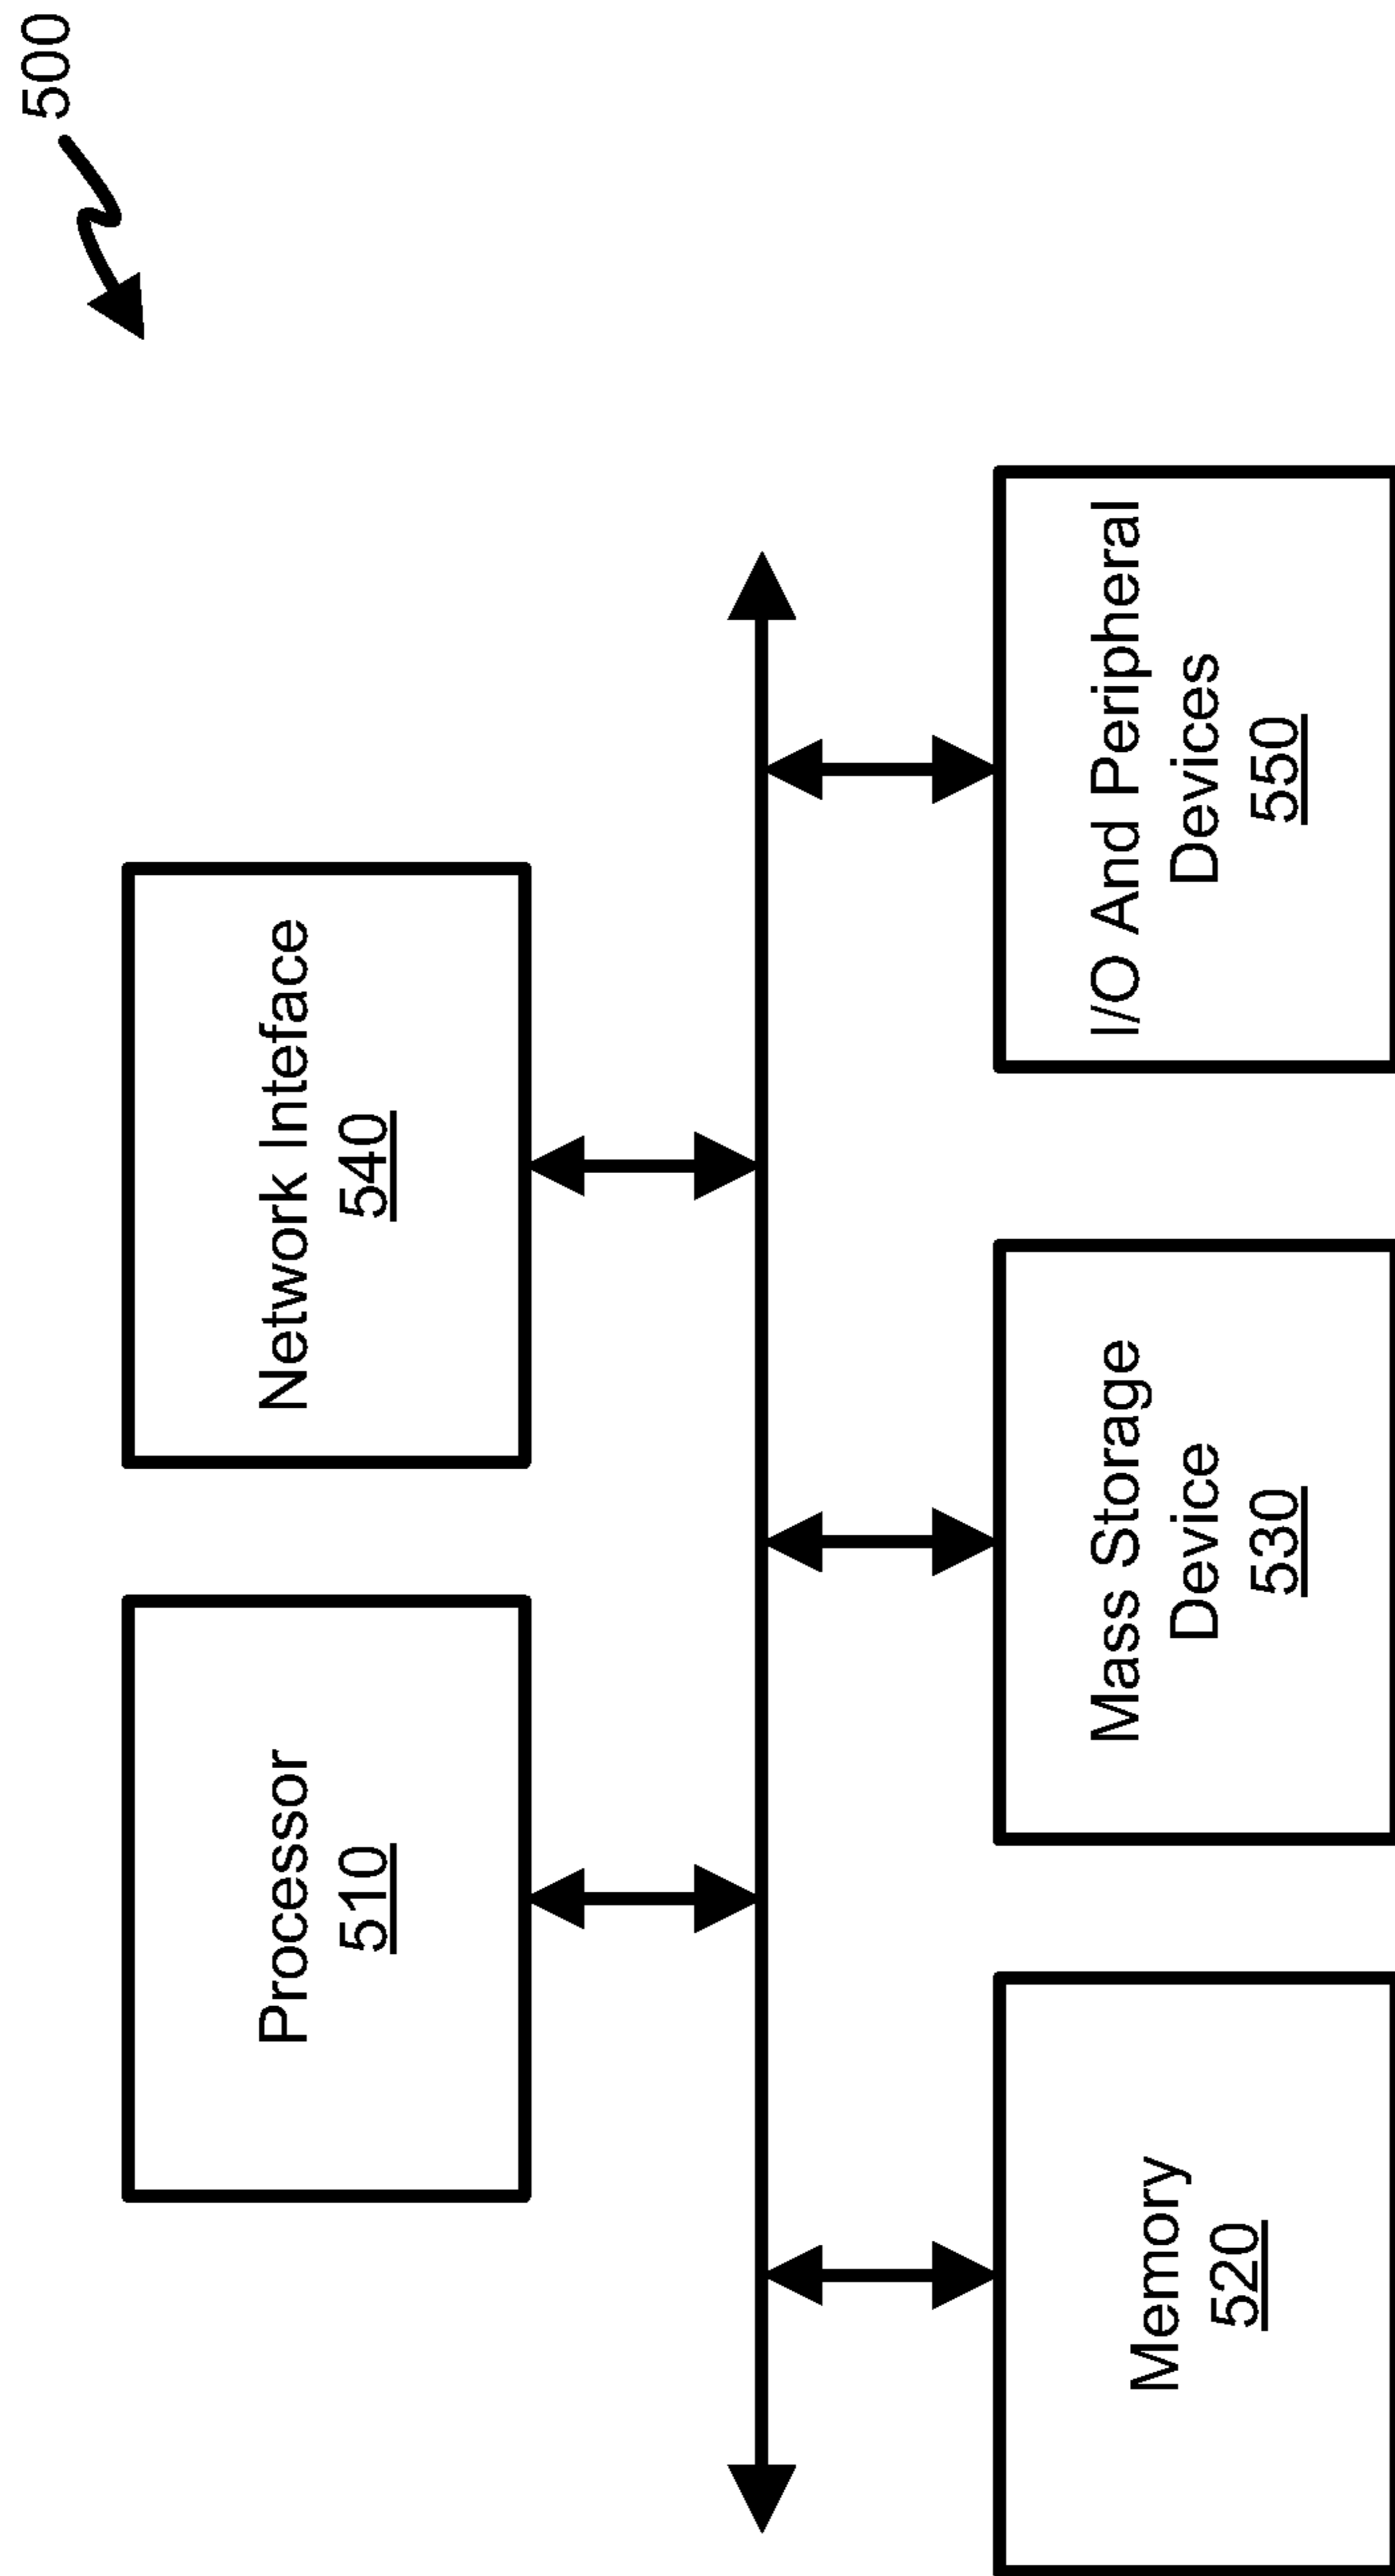 500
Processor
510
Network Inteface
540
Memory
520
Mass Storage
Device
530
I/O And Peripheral
Devices
550